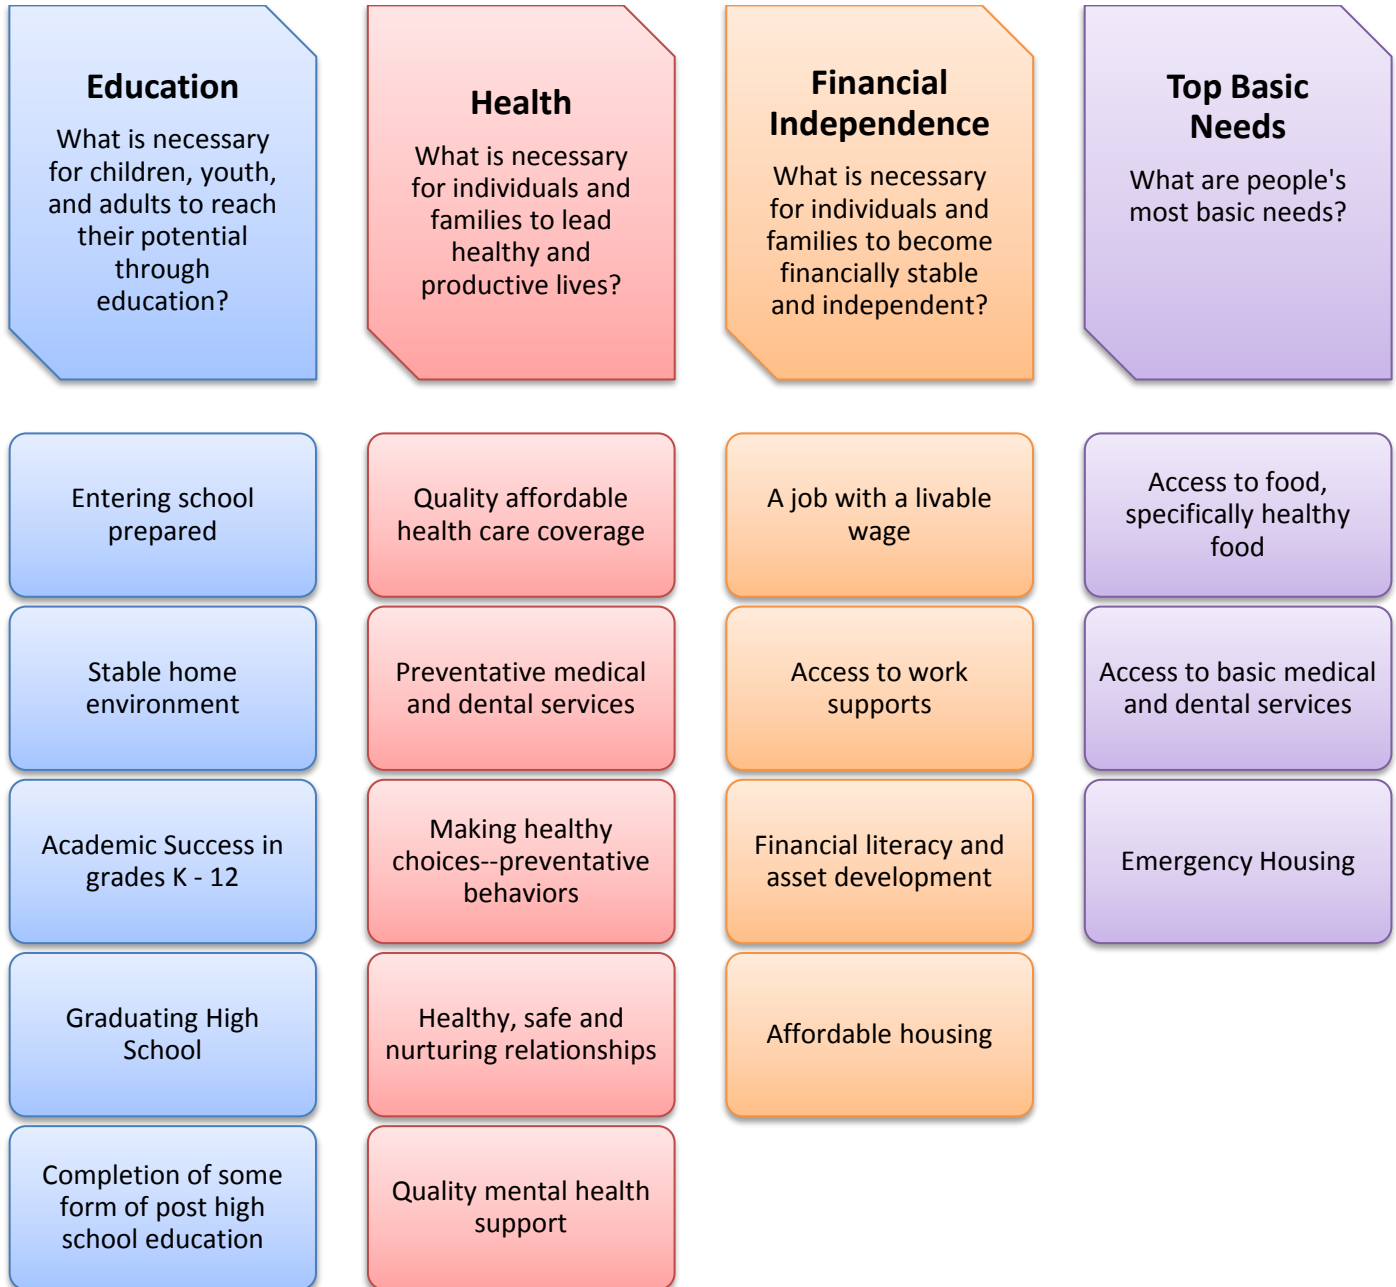 Education
What is necessary
for children, youth,
and adults to reach
their potential
through
education?
Entering school
prepared
Stable home
environment
Academic Success in
grades K - 12
Graduating High
School
Completion of some
form of post high
school education
Health
What is necessary
for individuals and
families to lead
healthy and
productive lives?
Quality affordable
health care coverage
Preventative medical
and dental services
Making healthy
choices--preventative
behaviors
Healthy, safe and
nurturing relationships
Quality mental health
support
Financial
Independence
What is necessary
for individuals and
families to become
financially stable
and independent?
A job with a livable
wage
Access to work
supports
Financial literacy and
asset development
Affordable housing
Top Basic
Needs
What are people's
most basic needs?
Access to food,
specifically healthy
food
Access to basic medical
and dental services
Emergency Housing